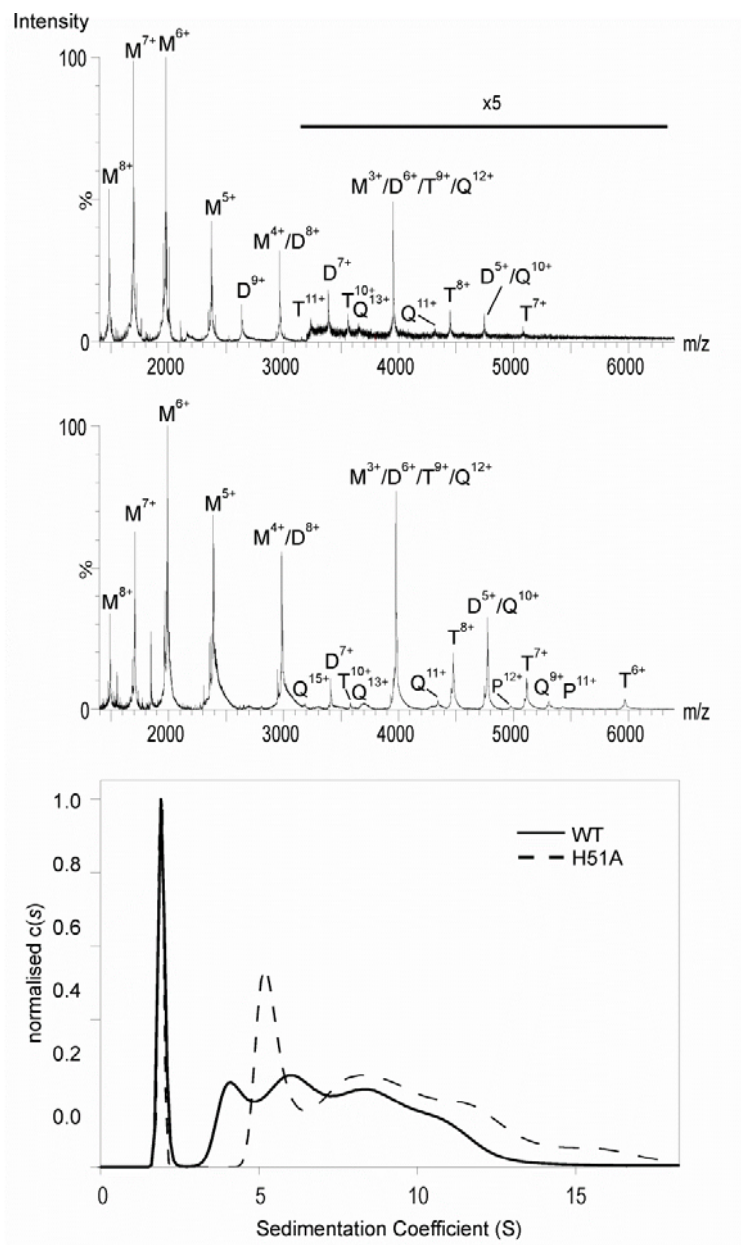 Intensity
M7+ M6+
100
x5
M8+
M3+/D6+/T9+/Q12+
%
M5+
M4+/D8+
D7+
D9+
D5+/Q10+
T8+
T11+
T10+
Q13+
Q11+
T7+
0
2000 3000 4000 5000 6000 m/z
M6+
100
M5+
M3+/D6+/T9+/Q12+
M7+
M4+/D8+
%
D5+/Q10+
M8+
T8+
D7+
T7+
Q15+
T10+
Q13+
Q11+
P12+
Q9+
P11+
T6+
0
2000 3000 4000 5000 6000 m/z
1.0
WT
0.8
H51A
0.6
0.4
0.2
0.0
normalised c(s)
0 5 10 15
Sedimentation Coefficient (S)